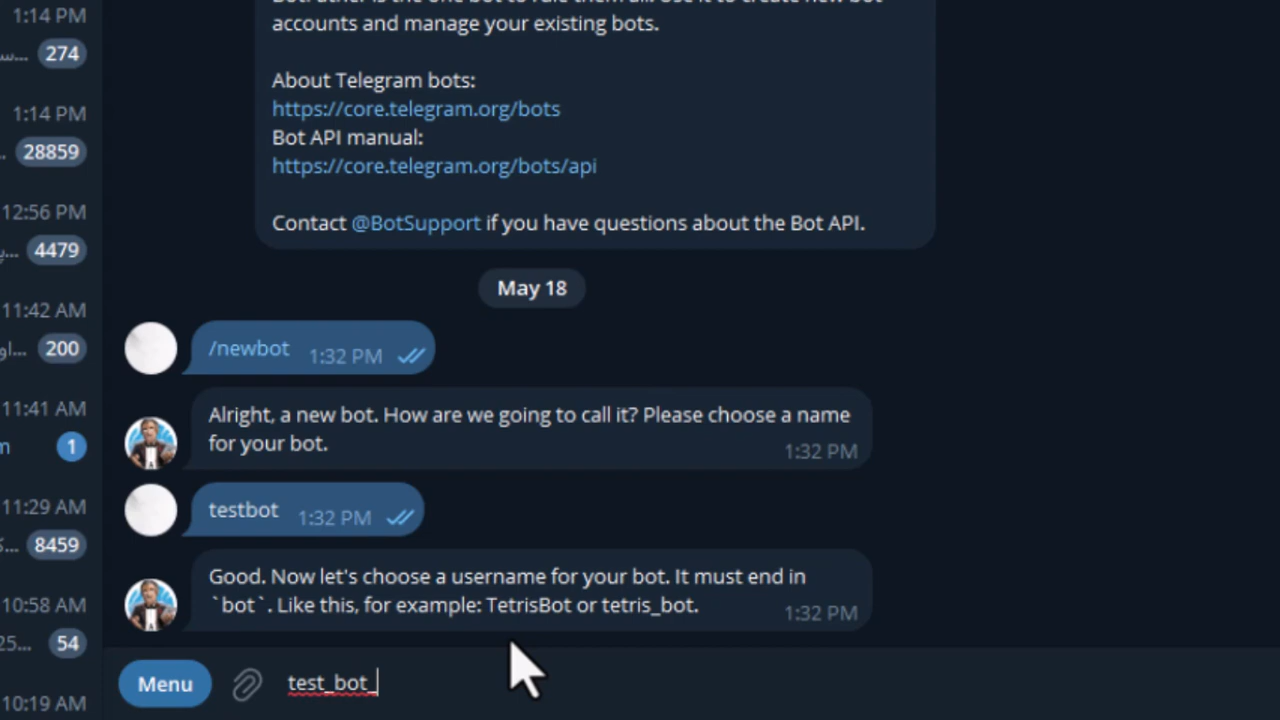 1:14 PM
274
1:14 PM
28859
12:56 PM
4479
11:42 AM
200
11:41 AM
1
11:29 AM
8459
10:58 AM
25...
54
10:19 AM
accounts and manage your existing bots.
About Telegram bots:
https://core.telegram.org/bots
Bot API manual:
https://core.telegram.org/bots/api
Contact @BotSupport if you have questions about the Bot API.
May 18
/newbot 1:32 PM
Alright, a new bot. How are we going to call it? Please choose a name
for your bot.
1:32 PM
testbot 1:32 PM
Good. Now let's choose a username for your bot. It must end in
`bot`. Like this, for example: TetrisBot or tetris_bot.
1:32 PM
Menu
test_bot_